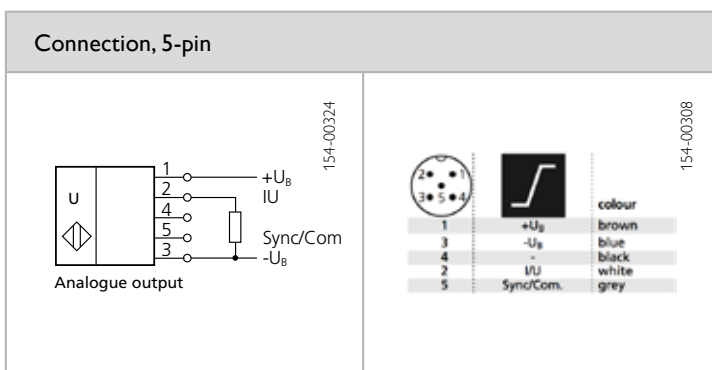 Connection, 5-pin
154-00324
1 +UB
2 IU
U
4
5 Sync/Com
3 -UB
Analogue output
154-00308
2 1
3 5 4
colour
1 +UB brown
3 -UB blue
4 - black
2 I/U white
5 Sync/Com. grey